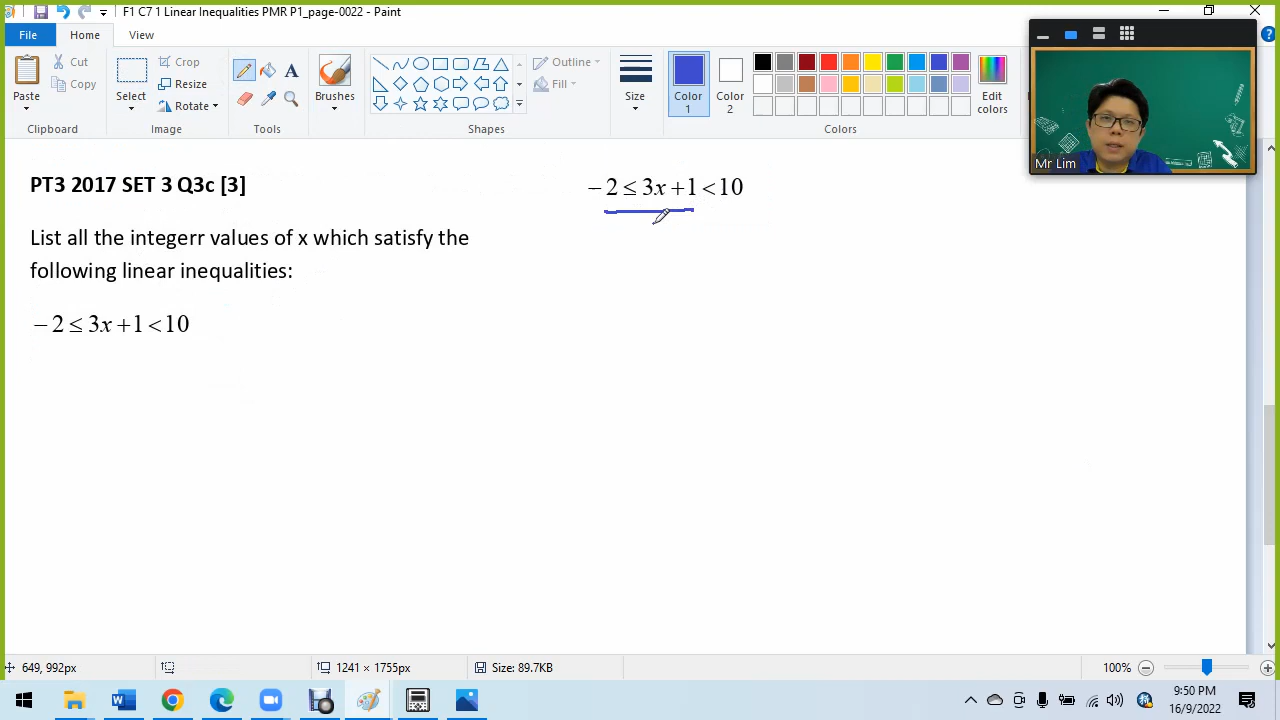 F1 C7 1 Linear Inequalities PMR P1_page-0022 - Paint
File Home View
Paste
Cut
Copy
Clipboard
Select
Crop
Resize
Rotate
Image
Tools
Brushes
Shapes
Outline
Fill
Size
Color 1
Color 2
Colors
Edit colors
Mr Lim
PT3 2017 SET 3 Q3c [3]
−2 ≤ 3x + 1 < 10
List all the integerr values of x which satisfy the
following linear inequalities:
−2 ≤ 3x + 1 < 10
649, 992px
1241 × 1755px
Size: 89.7KB
100%
9:50 PM
16/9/2022